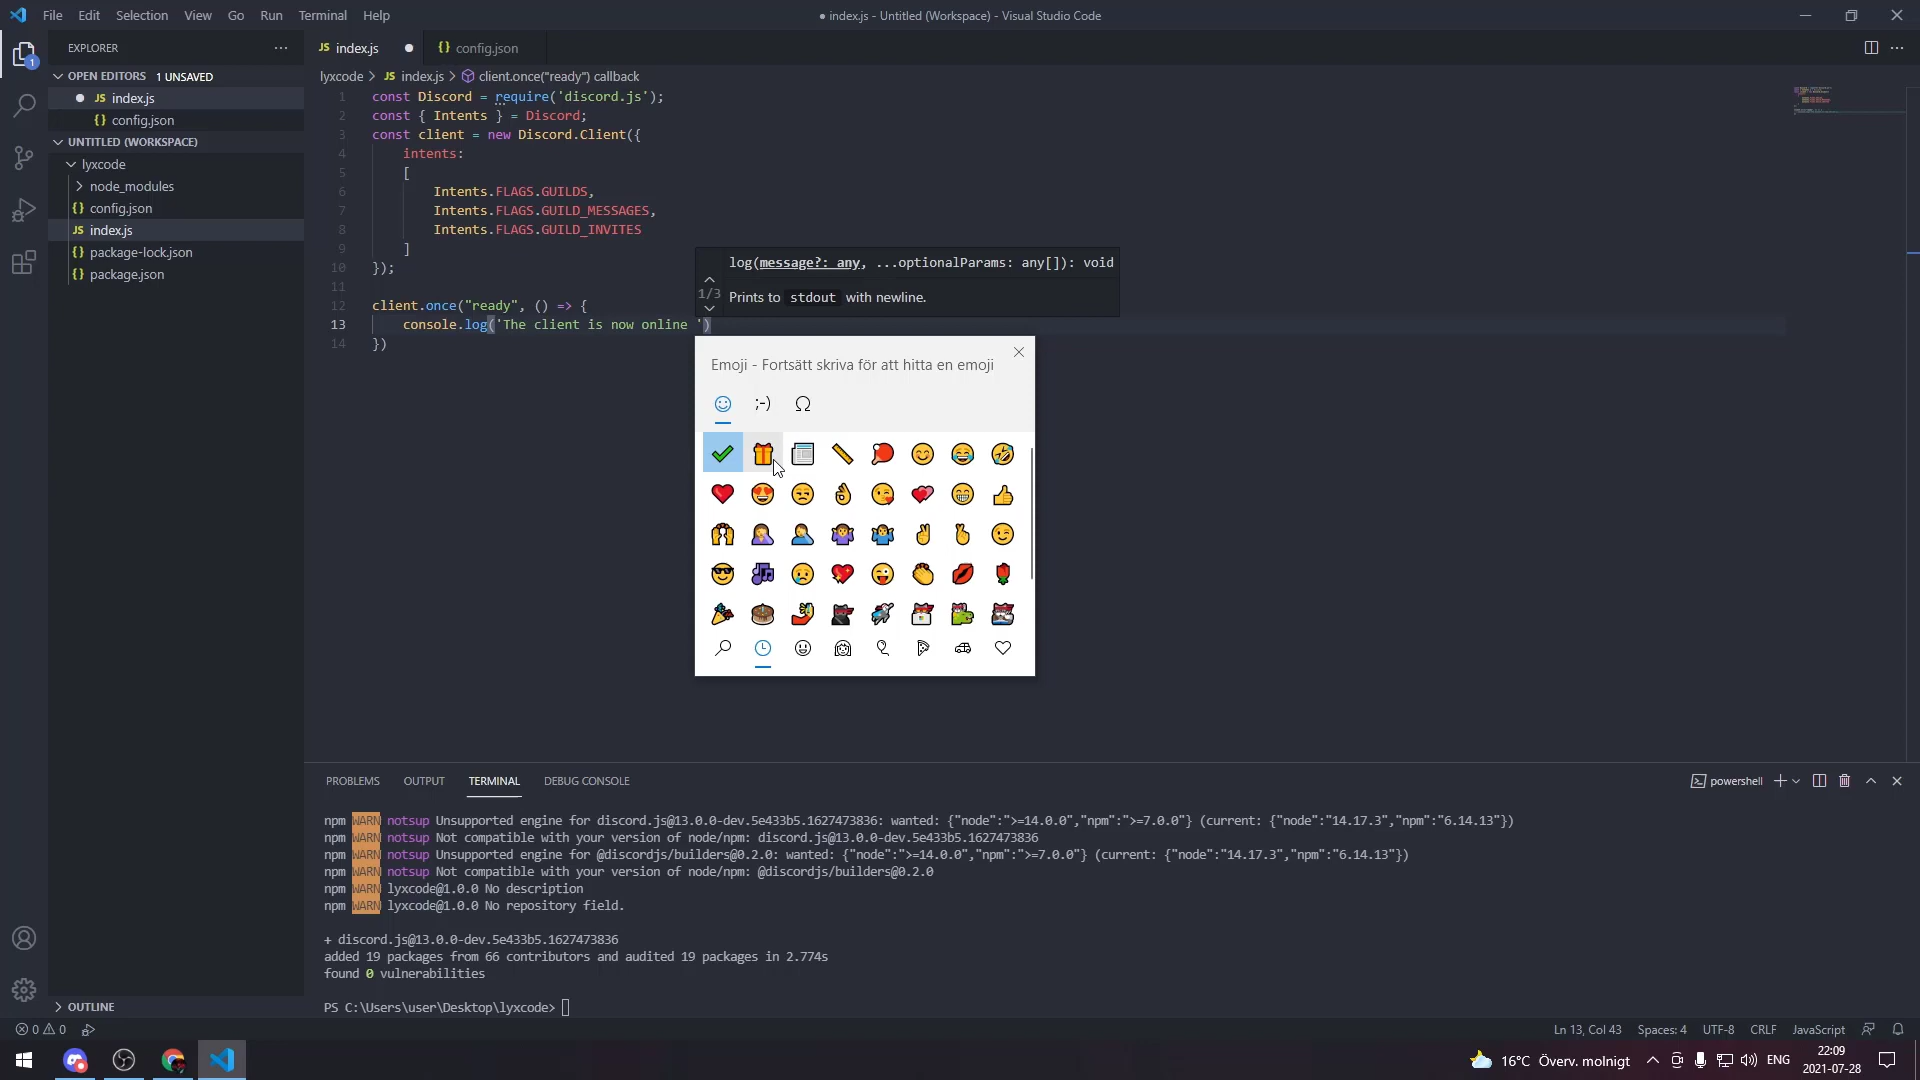 File Edit Selection View Go Run Terminal Help
● index.js - Untitled (Workspace) - Visual Studio Code
EXPLORER
OPEN EDITORS 1 UNSAVED
JS index.js
{} config.json
UNTITLED (WORKSPACE)
lyxcode
node_modules
{} config.json
JS index.js
{} package-lock.json
{} package.json
OUTLINE
1
JS index.js
{} config.json
lyxcode > JS index.js > client.once("ready") callback
1 const Discord = require('discord.js');
2 const { Intents } = Discord;
3 const client = new Discord.Client({
4 intents:
5 [
6 Intents.FLAGS.GUILDS,
7 Intents.FLAGS.GUILD_MESSAGES,
8 Intents.FLAGS.GUILD_INVITES
9 ]
10 });
11
12 client.once("ready", () => {
13 console.log('The client is now online ')
14 })
log(message?: any, ...optionalParams: any[]): void
1/3
Prints to stdout with newline.
Emoji - Fortsätt skriva för att hitta en emoji
;-) Ω
PROBLEMS OUTPUT TERMINAL DEBUG CONSOLE
powershell
npm WARN notsup Unsupported engine for discord.js@13.0.0-dev.5e433b5.1627473836: wanted: {"node":">=14.0.0","npm":">=7.0.0"} (current: {"node":"14.17.3","npm":"6.14.13"})
npm WARN notsup Not compatible with your version of node/npm: discord.js@13.0.0-dev.5e433b5.1627473836
npm WARN notsup Unsupported engine for @discordjs/builders@0.2.0: wanted: {"node":">=14.0.0","npm":">=7.0.0"} (current: {"node":"14.17.3","npm":"6.14.13"})
npm WARN notsup Not compatible with your version of node/npm: @discordjs/builders@0.2.0
npm WARN lyxcode@1.0.0 No description
npm WARN lyxcode@1.0.0 No repository field.
+ discord.js@13.0.0-dev.5e433b5.1627473836
added 19 packages from 66 contributors and audited 19 packages in 2.774s
found 0 vulnerabilities
PS C:\Users\user\Desktop\lyxcode>
0 0
Ln 13, Col 43 Spaces: 4 UTF-8 CRLF JavaScript
16°C Överv. molnigt
ENG
22:09
2021-07-28